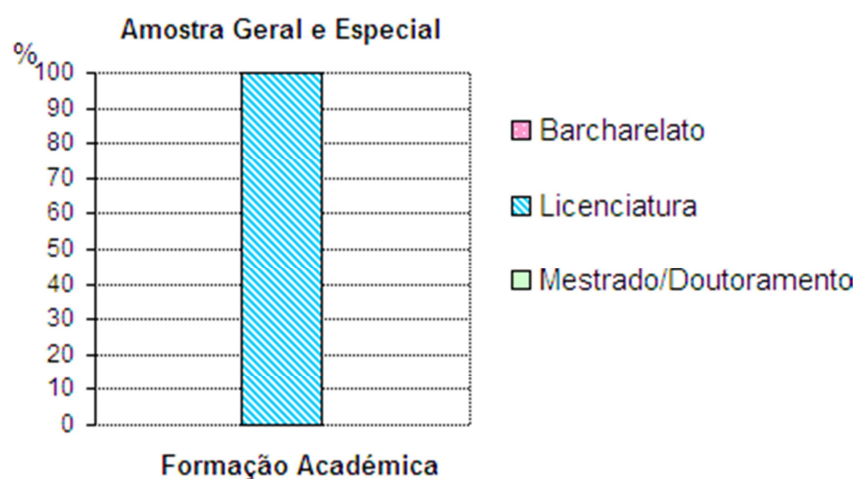 Amostra Geral e Especial
%
100
90
80
70
60
50
40
30
20
10
0
Formação Académica
Barcharelato
Licenciatura
Mestrado/Doutoramento